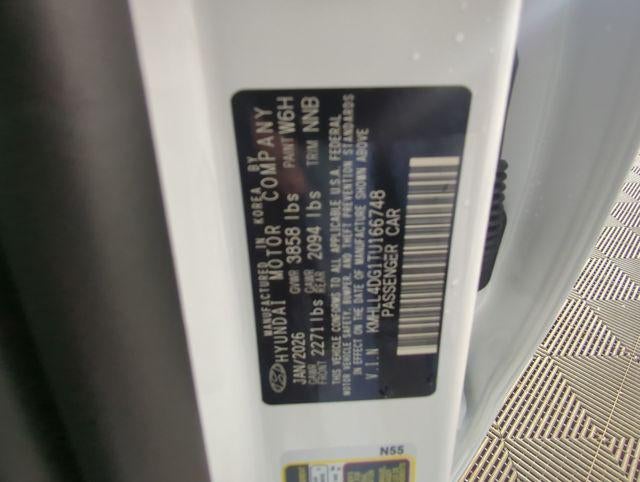 MANUFACTURED IN KOREA BY
HYUNDAI MOTOR COMPANY
JAN/2026 GVWR 3858 lbs PAINT W6H
GAWR FRONT 2271 lbs GAWR REAR 2094 lbs TRIM NNB
THIS VEHICLE CONFORMS TO ALL APPLICABLE U.S.A. FEDERAL
MOTOR VEHICLE SAFETY, BUMPER, AND THEFT PREVENTION STANDARDS
IN EFFECT ON THE DATE OF MANUFACTURE SHOWN ABOVE
V.I.N KMHLL4DG1TU166748
PASSENGER CAR
N55